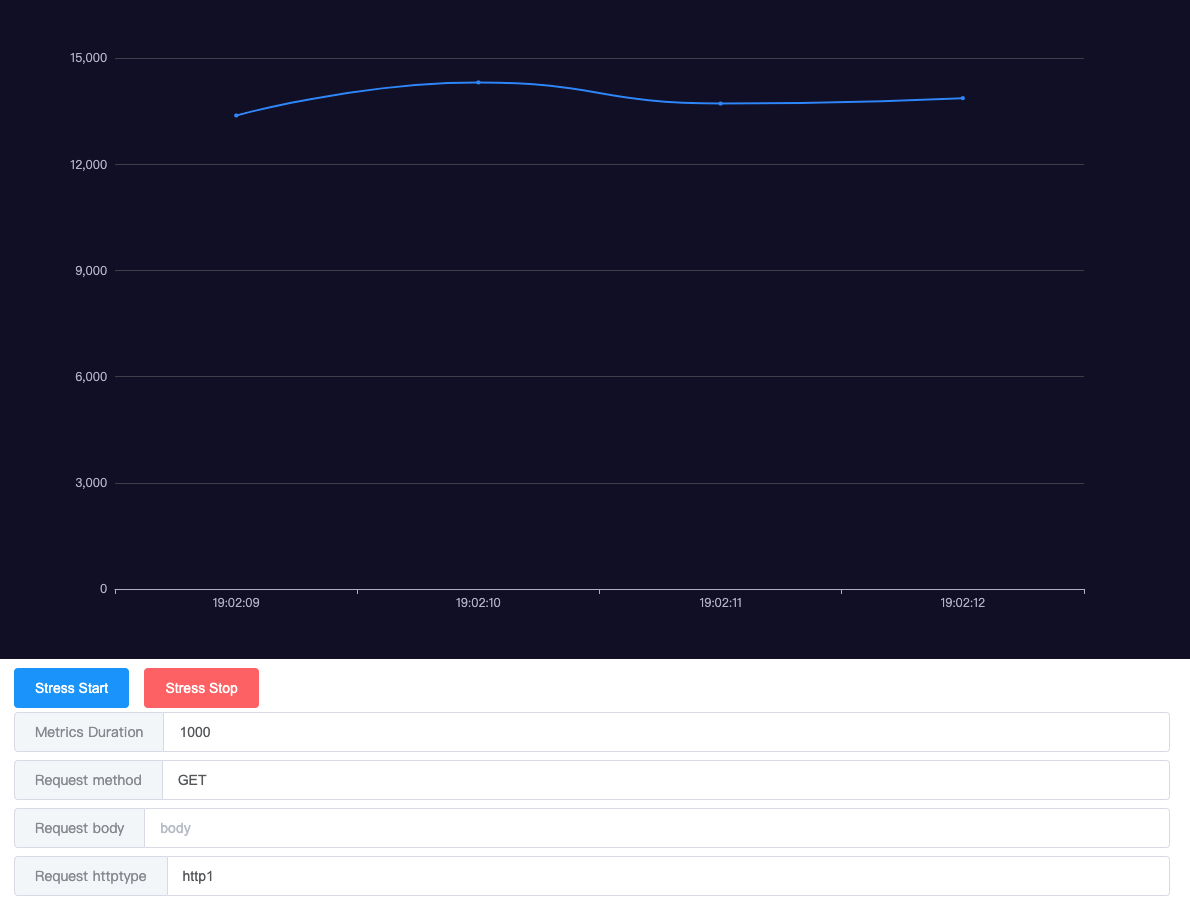 15,000
12,000
9,000
6,000
3,000
0
19:02:09 19:02:10 19:02:11 19:02:12
Stress Start Stress Stop
Metrics Duration 1000
Request method GET
Request body body
Request httptype http1